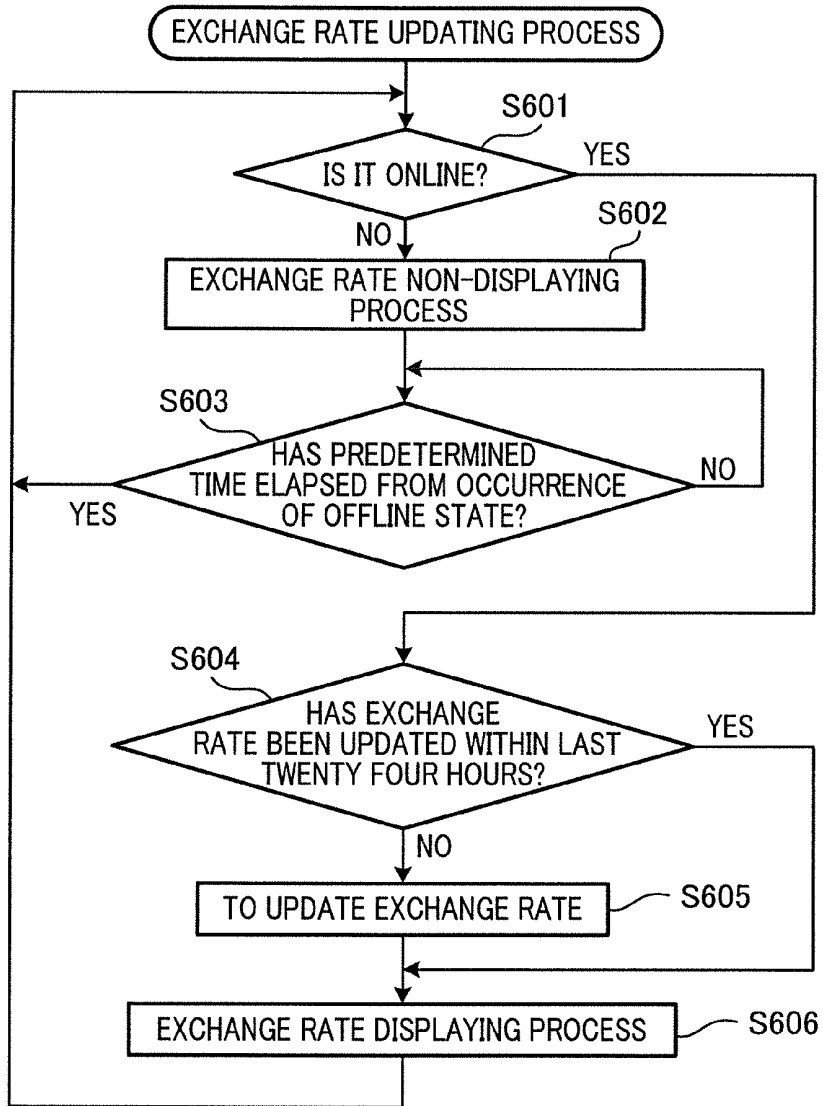 EXCHANGE RATE UPDATING PROCESS
S601
IS IT ONLINE?
YES
NO
S602
EXCHANGE RATE NON-DISPLAYING
PROCESS
S603
HAS PREDETERMINED
TIME ELAPSED FROM OCCURRENCE
OF OFFLINE STATE?
NO
YES
S604
HAS EXCHANGE
RATE BEEN UPDATED WITHIN LAST
TWENTY FOUR HOURS?
YES
NO
TO UPDATE EXCHANGE RATE
S605
EXCHANGE RATE DISPLAYING PROCESS
S606